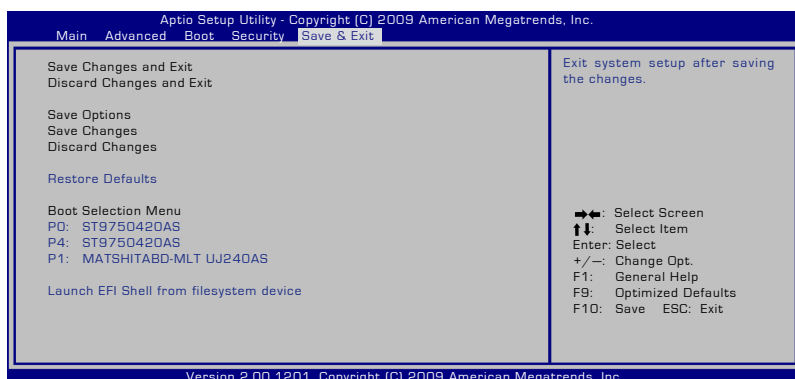 Aptio Setup Utility - Copyright (C) 2009 American Megatrends, Inc.
Main Advanced Boot Security Save & Exit
Save Changes and Exit
Discard Changes and Exit
Save Options
Save Changes
Discard Changes
Restore Defaults
Boot Selection Menu
P0: ST9750420AS
P4: ST9750420AS
P1: MATSHITABD-MLT UJ240AS
Launch EFI Shell from filesystem device
Exit system setup after saving
the changes.
→←: Select Screen
↑↓: Select Item
Enter: Select
+/—: Change Opt.
F1: General Help
F9: Optimized Defaults
F10: Save ESC: Exit
Version 2.00.1201. Copyright (C) 2009 American Megatrends, Inc.